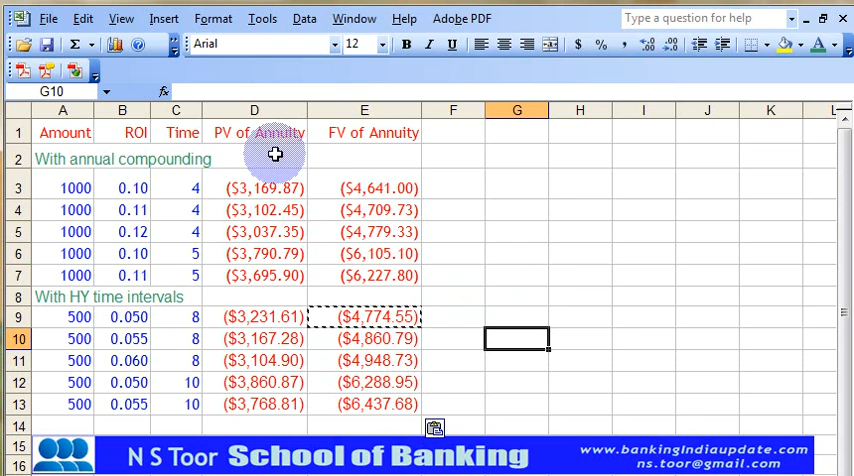 File Edit View Insert Format Tools Data Window Help Adobe PDF Type a question for help
Σ Arial 12 B I U $ % ,
G10 fx
A B C D E F G H I J K L
1 Amount ROI Time PV of Annuity FV of Annuity
2 With annual compounding
3 1000 0.10 4 ($3,169.87) ($4,641.00)
4 1000 0.11 4 ($3,102.45) ($4,709.73)
5 1000 0.12 4 ($3,037.35) ($4,779.33)
6 1000 0.10 5 ($3,790.79) ($6,105.10)
7 1000 0.11 5 ($3,695.90) ($6,227.80)
8 With HY time intervals
9 500 0.050 8 ($3,231.61) ($4,774.55)
10 500 0.055 8 ($3,167.28) ($4,860.79)
11 500 0.060 8 ($3,104.90) ($4,948.73)
12 500 0.050 10 ($3,860.87) ($6,288.95)
13 500 0.055 10 ($3,768.81) ($6,437.68)
14
15
16
N S Toor School of Banking
www.bankingindiaupdate.com
ns.toor@gmail.com